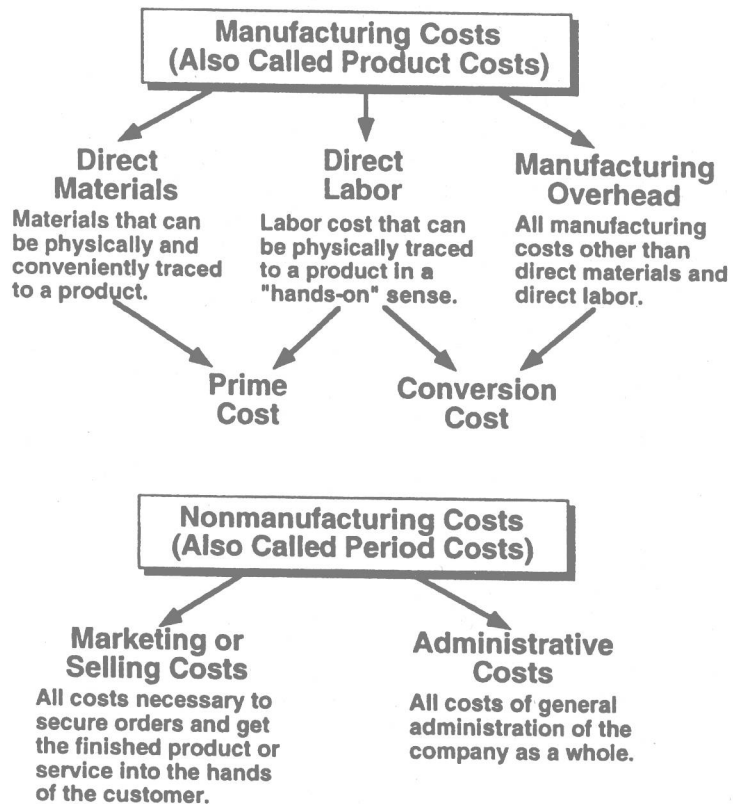 Manufacturing Costs
(Also Called Product Costs)
Direct
Materials
Materials that can
be physically and
conveniently traced
to a product.
Direct
Labor
Labor cost that can
be physically traced
to a product in a
"hands-on" sense.
Manufacturing
Overhead
All manufacturing
costs other than
direct materials and
direct labor.
Prime
Cost
Conversion
Cost
Nonmanufacturing Costs
(Also Called Period Costs)
Marketing or
Selling Costs
All costs necessary to
secure orders and get
the finished product or
service into the hands
of the customer.
Administrative
Costs
All costs of general
administration of the
company as a whole.